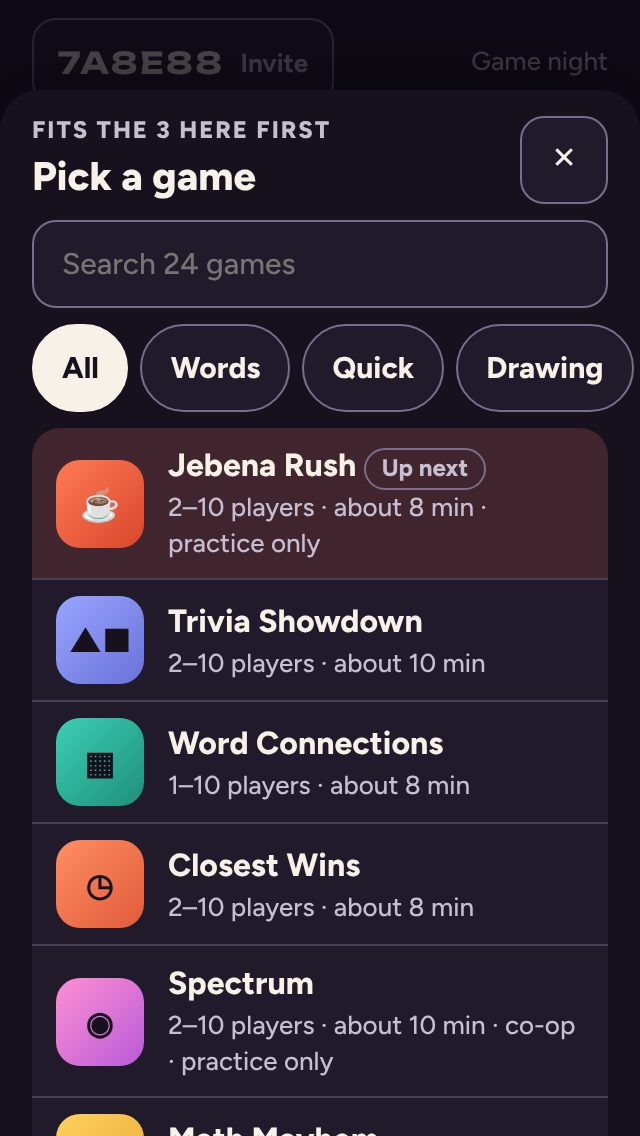 7A8E88 Invite
Game night
FITS THE 3 HERE FIRST
Pick a game
×
Search 24 games
All Words Quick Drawing
Jebena Rush Up next
2–10 players · about 8 min ·
practice only
Trivia Showdown
2–10 players · about 10 min
Word Connections
1–10 players · about 8 min
Closest Wins
2–10 players · about 8 min
Spectrum
2–10 players · about 10 min · co-op
· practice only
Math Mayhem